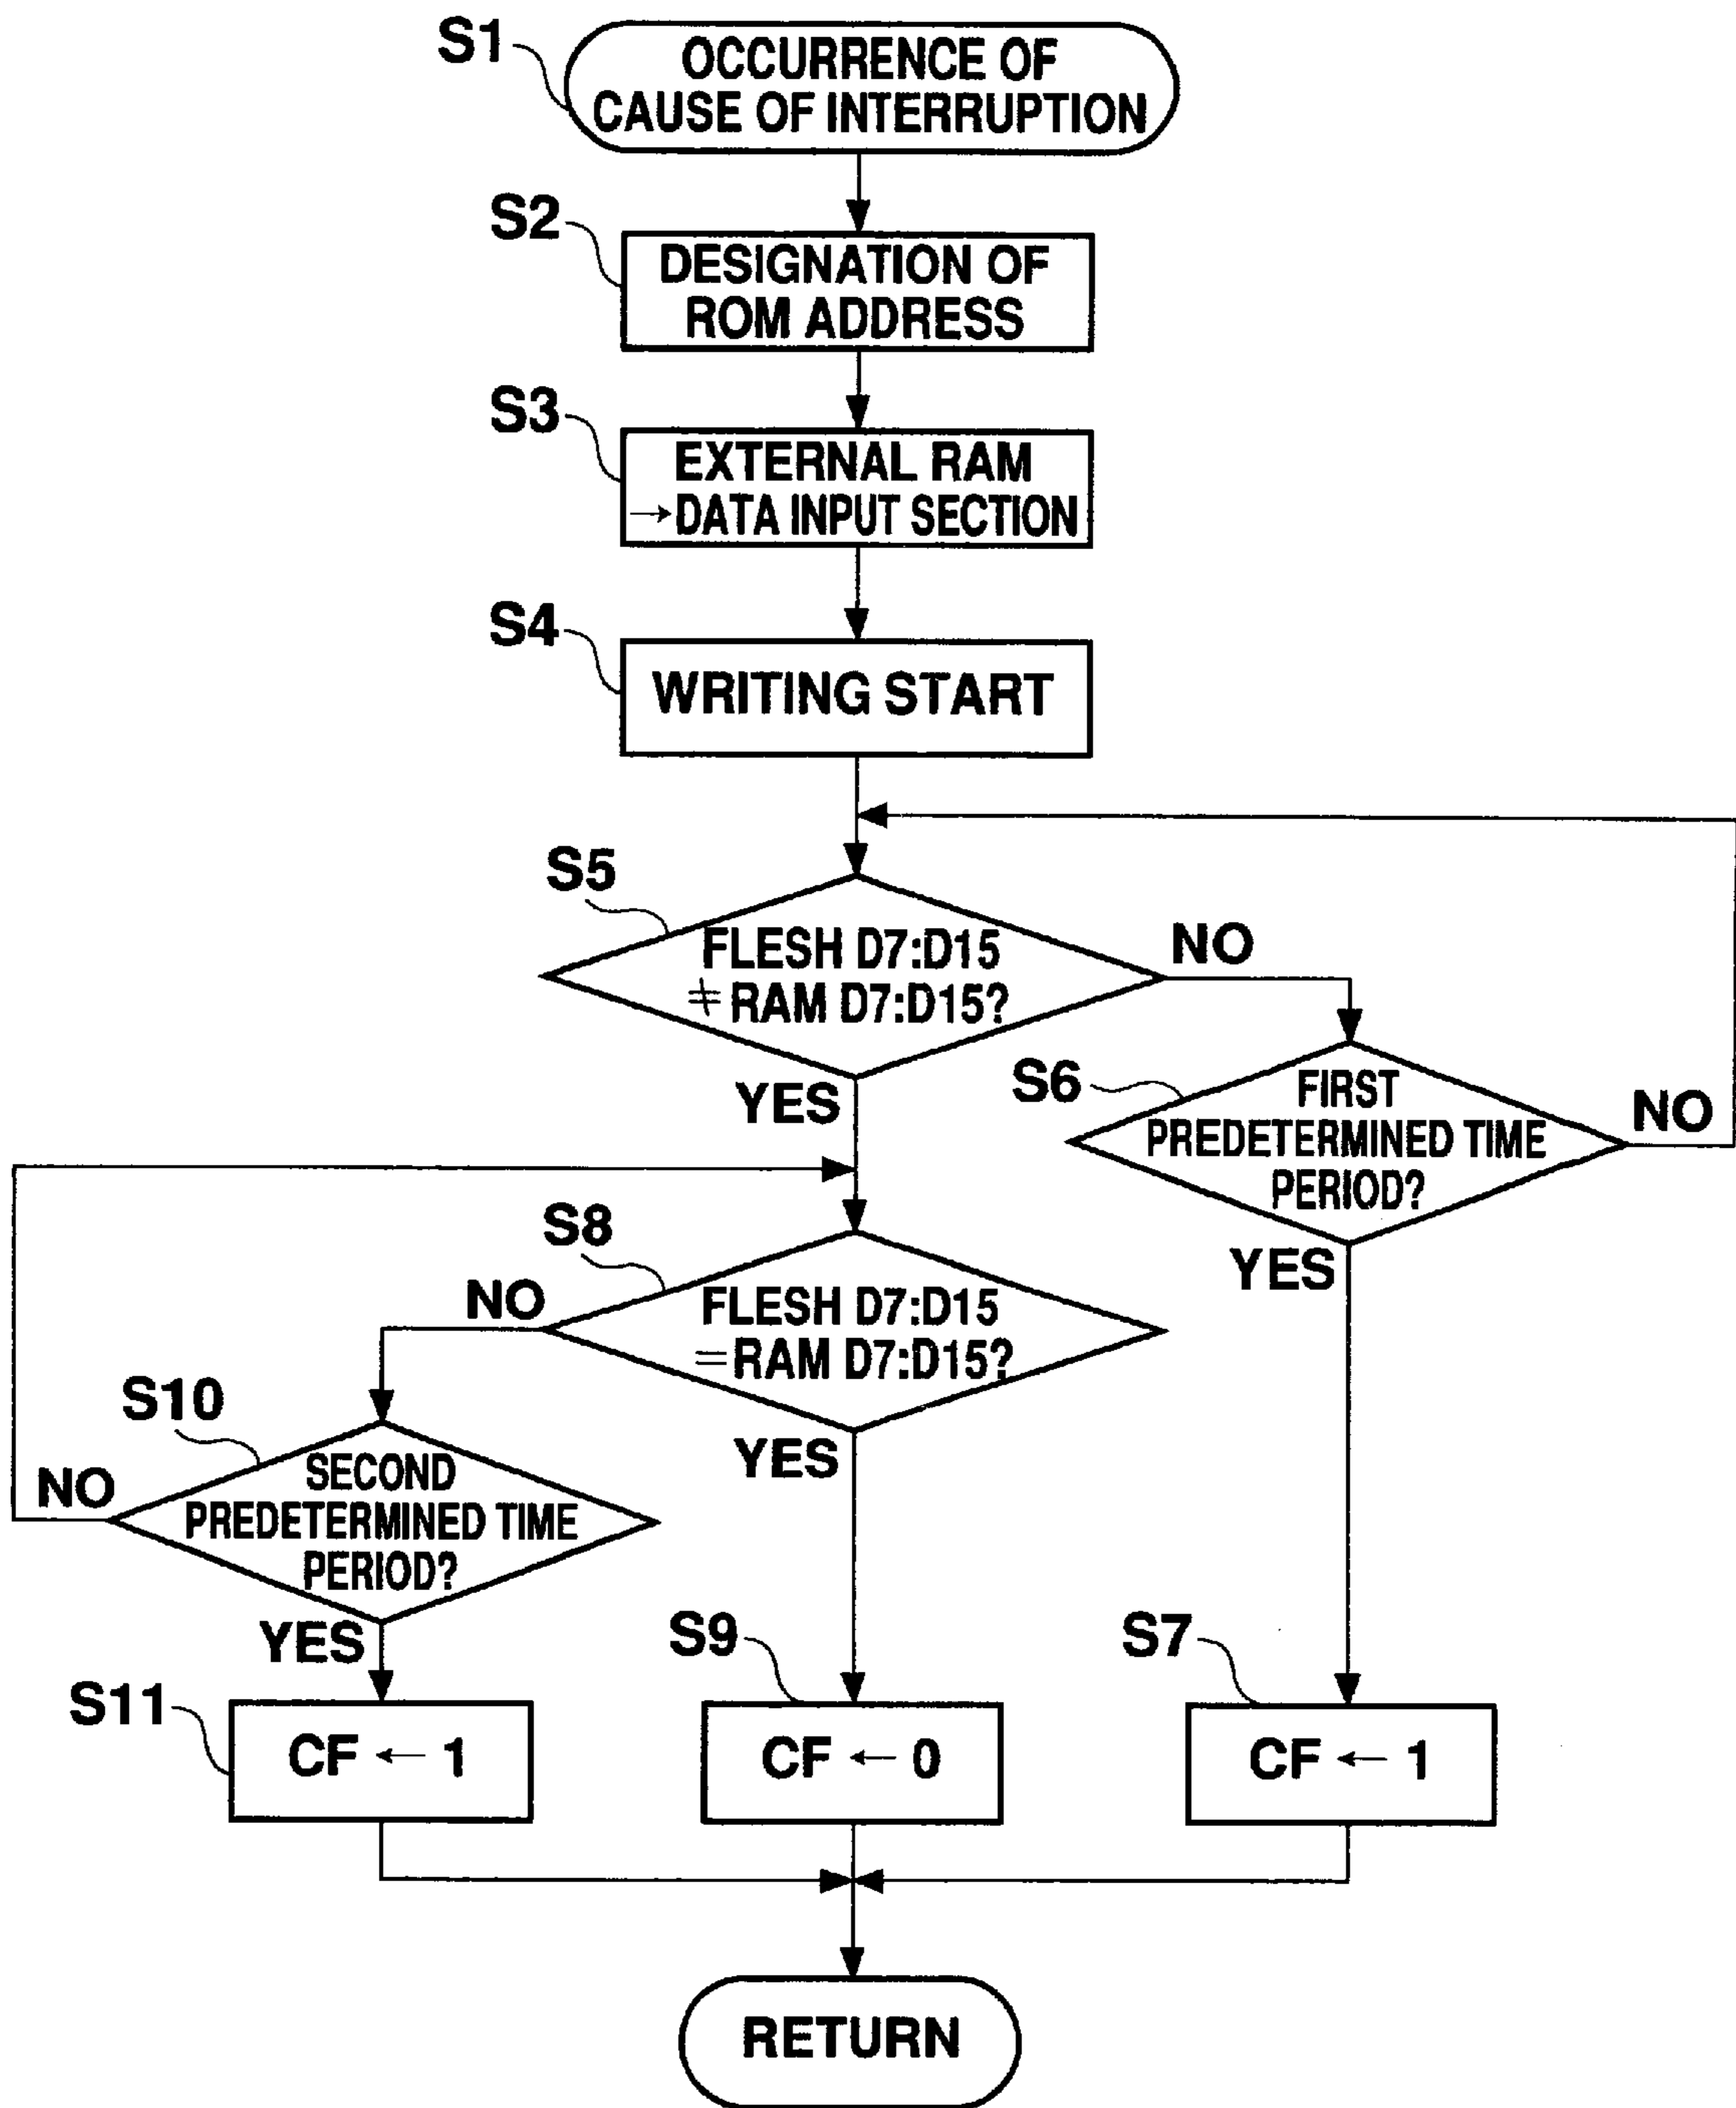 S1
OCCURRENCE OF
CAUSE OF INTERRUPTION
S2
DESIGNATION OF
ROM ADDRESS
S3
EXTERNAL RAM
→DATA INPUT SECTION
S4
WRITING START
S5
FLESH D7:D15
≠RAM D7:D15?
NO
YES
S6
FIRST
PREDETERMINED TIME
PERIOD?
NO
YES
S8
FLESH D7:D15
=RAM D7:D15?
NO
YES
S10
SECOND
PREDETERMINED TIME
PERIOD?
NO
YES
S11
CF ← 1
S9
CF ← 0
S7
CF ← 1
RETURN